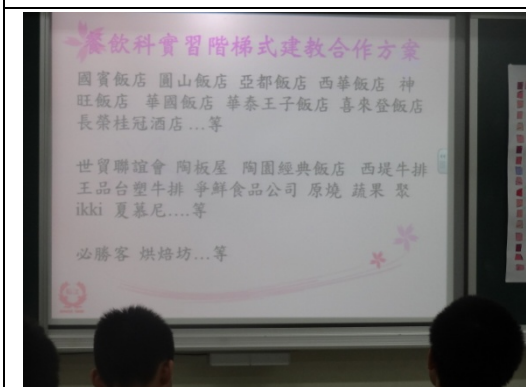 餐飲科實習階梯式建教合作方案
國賓飯店 圓山飯店 亞都飯店 西華飯店 神
旺飯店 華國飯店 華泰王子飯店 喜來登飯店
長榮桂冠酒店…等
世貿聯誼會 陶板屋 陶園經典飯店 西堤牛排
王品台塑牛排 爭鮮食品公司 原燒 蔬果 聚
ikki 夏慕尼….等
必勝客 烘焙坊…等